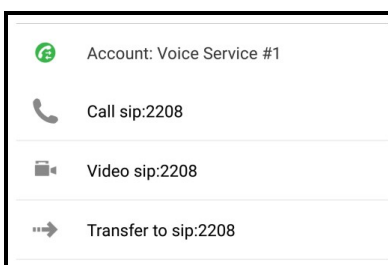 Account: Voice Service #1
Call sip:2208
Video sip:2208
Transfer to sip:2208